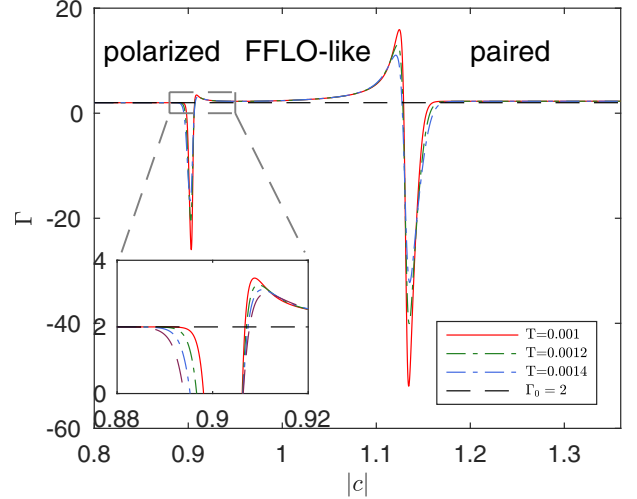 20
0
-20
-40
-60
Γ
polarized FFLO-like paired
4
2
0
0.88 0.9 0.92
T=0.001
T=0.0012
T=0.0014
Γ0 = 2
0.8 0.9 1 1.1 1.2 1.3
|c|